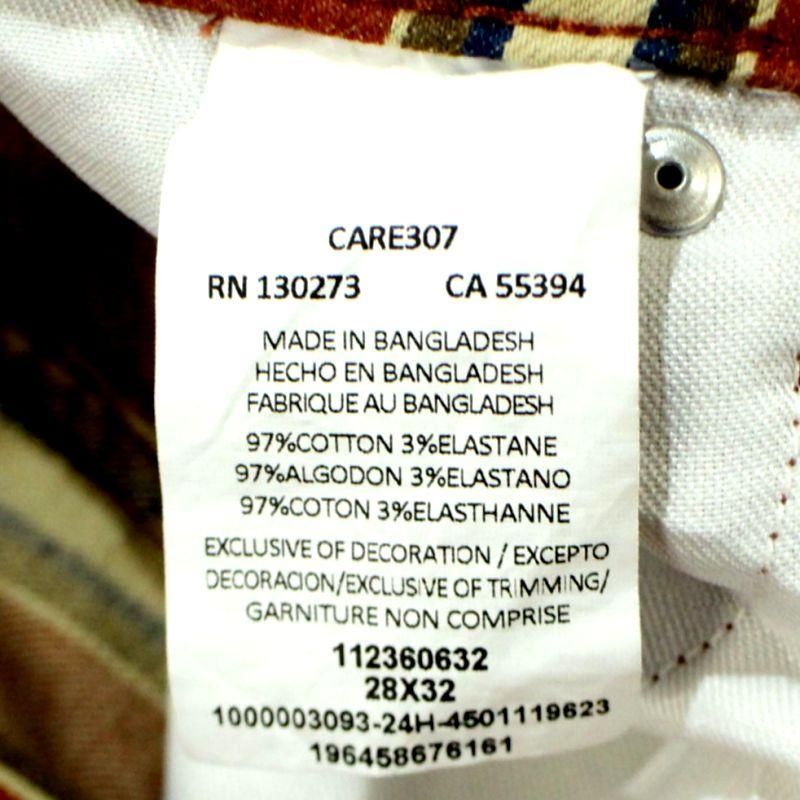 CARE307
RN 130273 CA 55394
MADE IN BANGLADESH
HECHO EN BANGLADESH
FABRIQUE AU BANGLADESH
97%COTTON 3%ELASTANE
97%ALGODON 3%ELASTANO
97%COTON 3%ELASTHANNE
EXCLUSIVE OF DECORATION / EXCEPTO
DECORACION/EXCLUSIVE OF TRIMMING/
GARNITURE NON COMPRISE
112360632
28X32
1000003093-24H-4501119623
196458676161